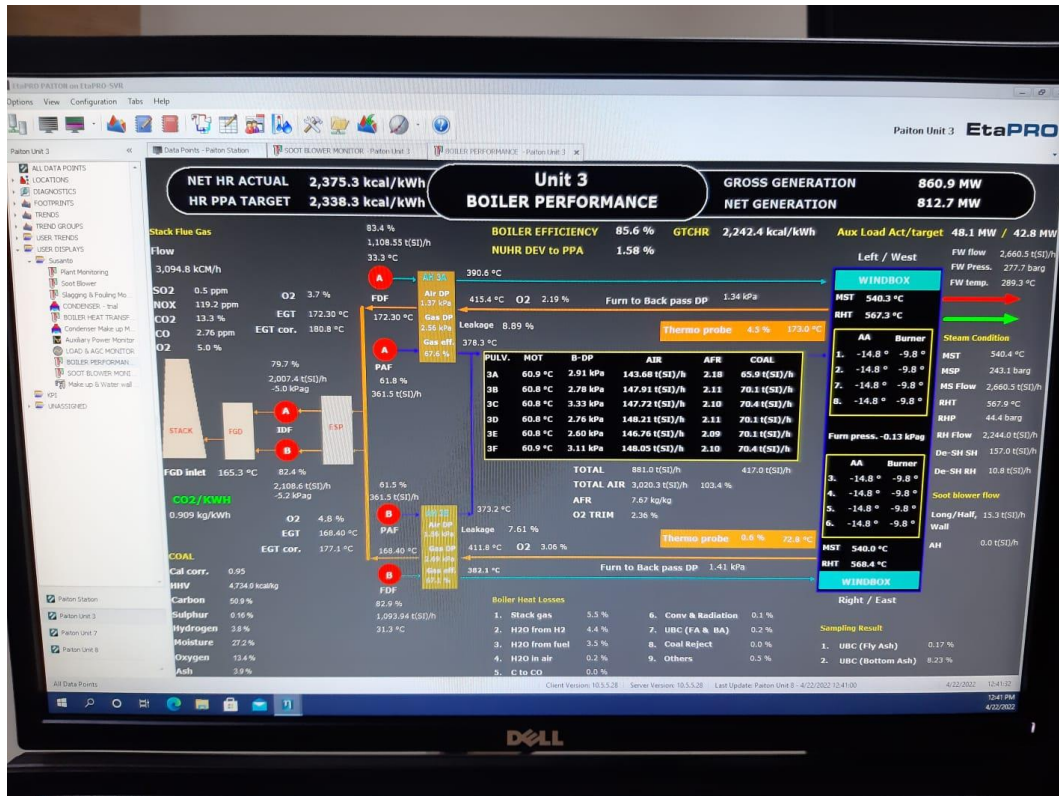 EtaPRO PAITON on EtaPRO-SVR
Options View Configuration Tabs Help
Paiton Unit 3 EtaPRO
Paiton Unit 3
Data Points - Paiton Station
SOOT BLOWER MONITOR - Paiton Unit 3
BOILER PERFORMANCE - Paiton Unit 3
ALL DATA POINTS
LOCATIONS
DIAGNOSTICS
FOOTPRINTS
TRENDS
TREND GROUPS
USER TRENDS
USER DISPLAYS
Susanto
Plant Monitoring
Soot Blower
Slagging & Fouling Mo...
CONDENSER - trial
BOILER HEAT TRANSF...
Condenser Make up M...
Auxiliary Power Monitor
LOAD & AGC MONITOR
BOILER PERFORMAN...
SOOT BLOWER MONI...
Make up & Water wall ...
KPI
UNASSIGNED
Paiton Station
Paiton Unit 3
Paiton Unit 7
Paiton Unit 8
All Data Points
NET HR ACTUAL 2,375.3 kcal/kWh
HR PPA TARGET 2,338.3 kcal/kWh
Unit 3
BOILER PERFORMANCE
GROSS GENERATION 860.9 MW
NET GENERATION 812.7 MW
BOILER EFFICIENCY 85.6 % GTCHR 2,242.4 kcal/kWh
NUHR DEV to PPA 1.58 %
Aux Load Act/target 48.1 MW / 42.8 MW
Stack Flue Gas
Flow
3,094.8 kCM/h
SO2 0.5 ppm
NOX 119.2 ppm
CO2 13.3 %
CO 2.76 ppm
O2 5.0 %
O2 3.7 %
EGT 172.30 °C
EGT cor. 180.8 °C
83.4 %
1,108.55 t(SI)/h
33.3 °C
A
FDF
172.30 °C
A
PAF
61.8 %
361.5 t(SI)/h
AH 3A
Air DP
1.37 kPa
Gas DP
2.56 kPa
Gas eff.
67.6 %
390.6 °C
415.4 °C O2 2.19 %
Furn to Back pass DP 1.34 kPa
Leakage 8.89 %
378.3 °C
Thermo probe 4.5 % 173.0 °C
PULV. MOT B-DP AIR AFR COAL
3A 60.9 °C 2.91 kPa 143.68 t(SI)/h 2.18 65.9 t(SI)/h
3B 60.8 °C 2.78 kPa 147.91 t(SI)/h 2.11 70.1 t(SI)/h
3C 60.9 °C 3.33 kPa 147.72 t(SI)/h 2.10 70.4 t(SI)/h
3D 60.8 °C 2.76 kPa 148.21 t(SI)/h 2.11 70.1 t(SI)/h
3E 60.8 °C 2.60 kPa 146.76 t(SI)/h 2.09 70.1 t(SI)/h
3F 60.9 °C 3.11 kPa 148.05 t(SI)/h 2.10 70.4 t(SI)/h
TOTAL 881.0 t(SI)/h 417.0 t(SI)/h
TOTAL AIR 3,020.3 t(SI)/h 103.4 %
AFR 7.67 kg/kg
O2 TRIM 2.36 %
79.7 %
2,007.4 t(SI)/h
-5.0 kPag
A
IDF
B
82.4 %
2,108.6 t(SI)/h
-5.2 kPag
STACK
FGD
ESP
FGD inlet 165.3 °C
CO2/KWH
0.909 kg/kWh
O2 4.8 %
EGT 168.40 °C
EGT cor. 177.1 °C
61.5 %
361.5 t(SI)/h
B
PAF
168.40 °C
B
FDF
82.9 %
1,093.94 t(SI)/h
31.3 °C
AH 3B
Air DP
Gas DP
Gas eff.
67.1 %
373.2 °C
Leakage 7.61 %
411.8 °C O2 3.06 %
382.1 °C
Furn to Back pass DP 1.41 kPa
Thermo probe 0.6 % 72.8 °C
Left / West
WINDBOX
MST 540.3 °C
RHT 567.3 °C
AA Burner
1. -14.8 ° -9.8 °
2. -14.8 ° -9.8 °
7. -14.8 ° -9.8 °
8. -14.8 ° -9.8 °
Furn press. -0.13 kPag
AA Burner
3. -14.8 ° -9.8 °
4. -14.8 ° -9.8 °
5. -14.8 ° -9.8 °
6. -14.8 ° -9.8 °
MST 540.0 °C
RHT 568.4 °C
WINDBOX
Right / East
FW flow 2,660.5 t(SI)/h
FW Press. 277.7 barg
FW temp. 289.3 °C
Steam Condition
MST 540.4 °C
MSP 243.1 barg
MS Flow 2,660.5 t(SI)/h
RHT 567.9 °C
RHP 44.4 barg
RH Flow 2,244.0 t(SI)/h
De-SH SH 157.0 t(SI)/h
De-SH RH 10.8 t(SI)/h
Soot blower flow
Long/Half, Wall 15.3 t(SI)/h
AH 0.0 t(SI)/h
COAL
Cal corr. 0.95
HHV 4734.0 kcal/kg
Carbon 50.9 %
Sulphur 0.16 %
Hydrogen 3.8 %
Moisture 27.2 %
Oxygen 13.4 %
Ash 3.9 %
Boiler Heat Losses
1. Stack gas 5.5 %
2. H2O from H2 4.4 %
3. H2O from fuel 3.5 %
4. H2O in air 0.2 %
5. C to CO 0.0 %
6. Conv & Radiation 0.1 %
7. UBC (FA & BA) 0.2 %
8. Coal Reject 0.0 %
9. Others 0.5 %
Sampling Result
1. UBC (Fly Ash) 0.17 %
2. UBC (Bottom Ash) 8.23 %
Client Version: 10.5.5.28 Server Version: 10.5.5.28 Last Update: Paiton Unit 8 - 4/22/2022 12:41:00
4/22/2022 12:41:32
12:41 PM
4/22/2022
DELL